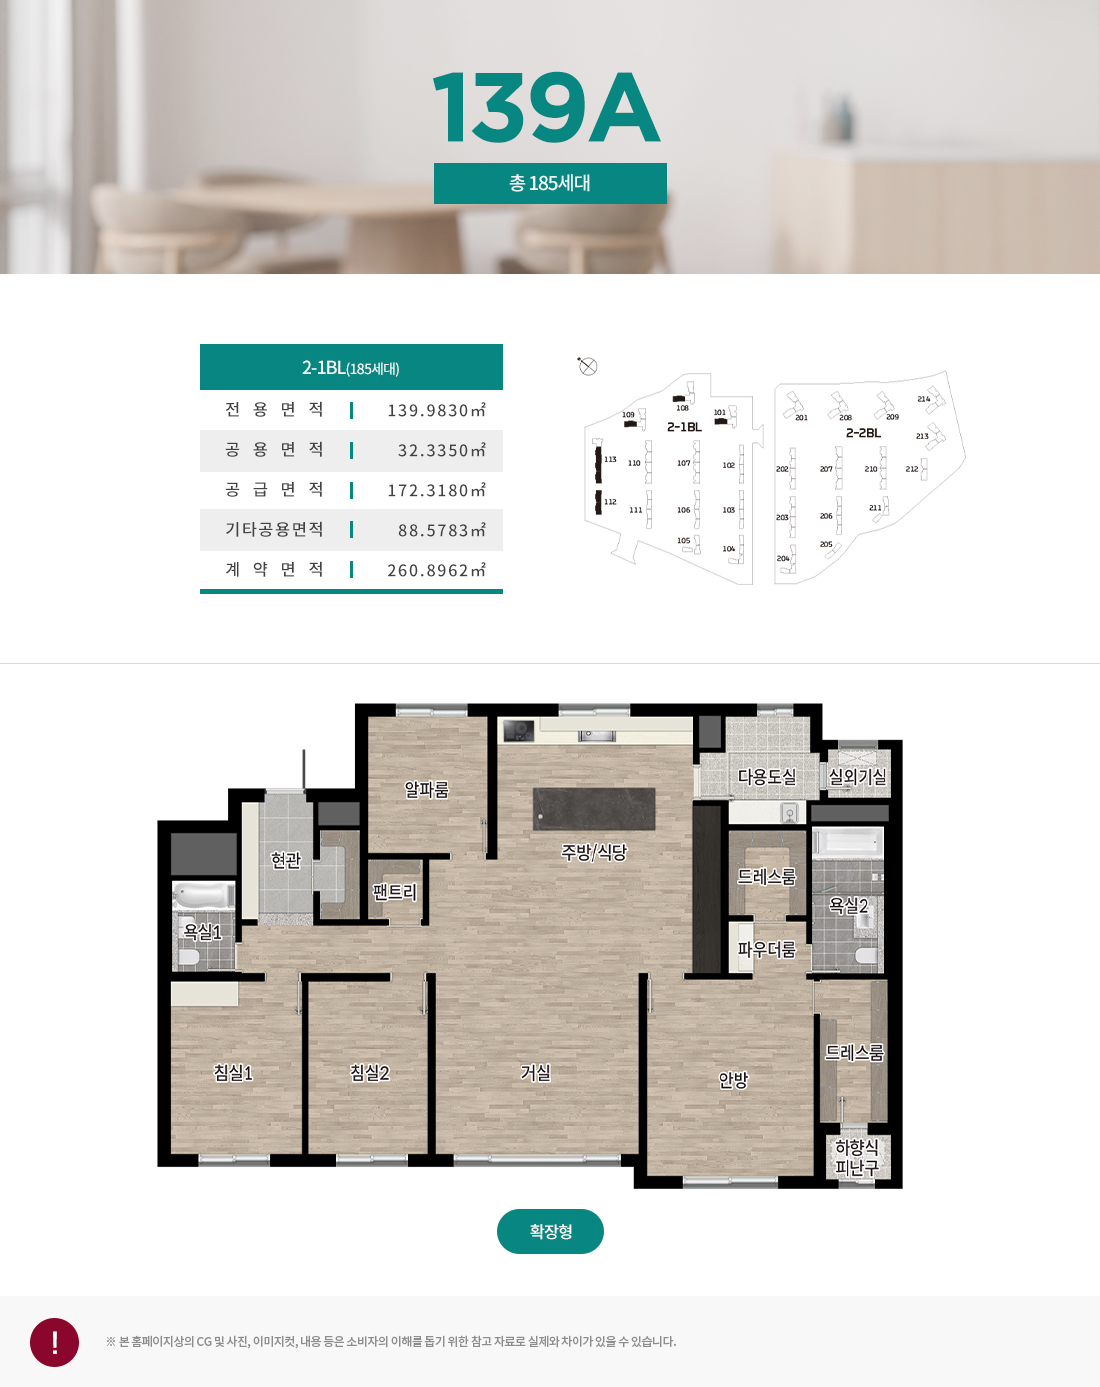 139A
총 185세대
2-1BL(185세대)
전 용 면 적 139.9830㎡
공 용 면 적 32.3350㎡
공 급 면 적 172.3180㎡
기타공용면적 88.5783㎡
계 약 면 적 260.8962㎡
108
109
101
2-1BL
113
110
107
102
112
111
106
103
105
104
201
208
209
214
2-2BL
213
202
207
210
212
203
206
211
205
204
알파룸
다용도실
실외기실
주방/식당
현관
팬트리
드레스룸
욕실2
욕실1
파우더룸
침실1
침실2
거실
안방
드레스룸
하향식
피난구
확장형
!
※ 본 홈페이지상의 CG 및 사진, 이미지컷, 내용 등은 소비자의 이해를 돕기 위한 참고 자료로 실제와 차이가 있을 수 있습니다.